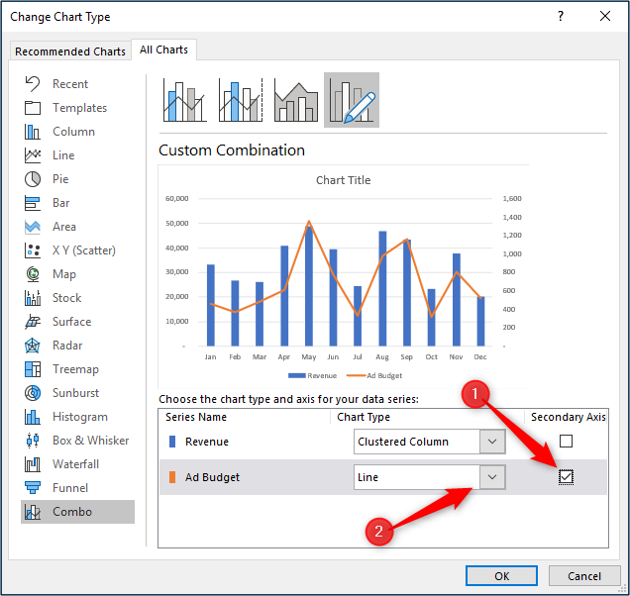 Change Chart Type
?
Recommended Charts
All Charts
Recent
Templates
Column
Line
Pie
Bar
Area
X Y (Scatter)
Map
Stock
Surface
Radar
Treemap
Sunburst
Histogram
Box & Whisker
Waterfall
Funnel
Combo
Custom Combination
Chart Title
60,000
50,000
40,000
30,000
20,000
10,000
-
1,600
1,400
1,200
1,000
800
600
400
200
-
Jan Feb Mar Apr May Jun Jul Aug Sep Oct Nov Dec
Revenue Ad Budget
Choose the chart type and axis for your data series:
Series Name Chart Type Secondary Axis
Revenue Clustered Column
Ad Budget Line
1
2
OK Cancel